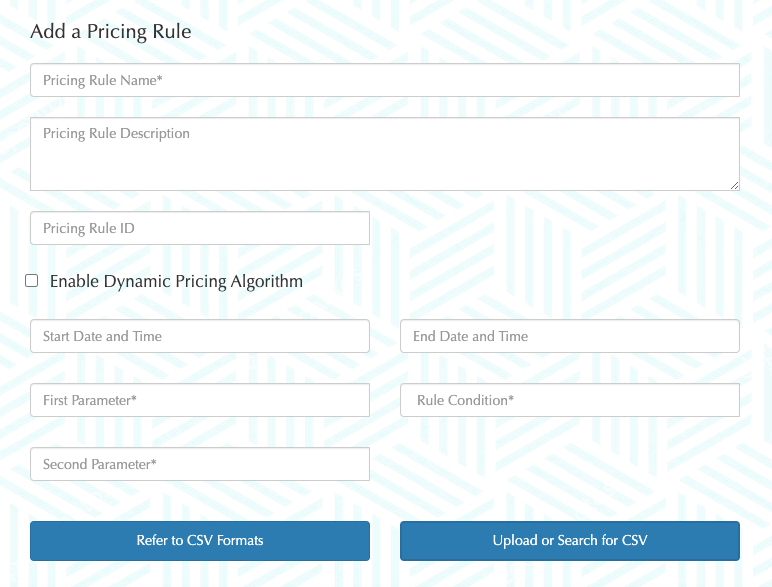 Add a Pricing Rule
Pricing Rule Name*
Pricing Rule Description
Pricing Rule ID
Enable Dynamic Pricing Algorithm
Start Date and Time
End Date and Time
First Parameter*
Rule Condition*
Second Parameter*
Refer to CSV Formats
Upload or Search for CSV